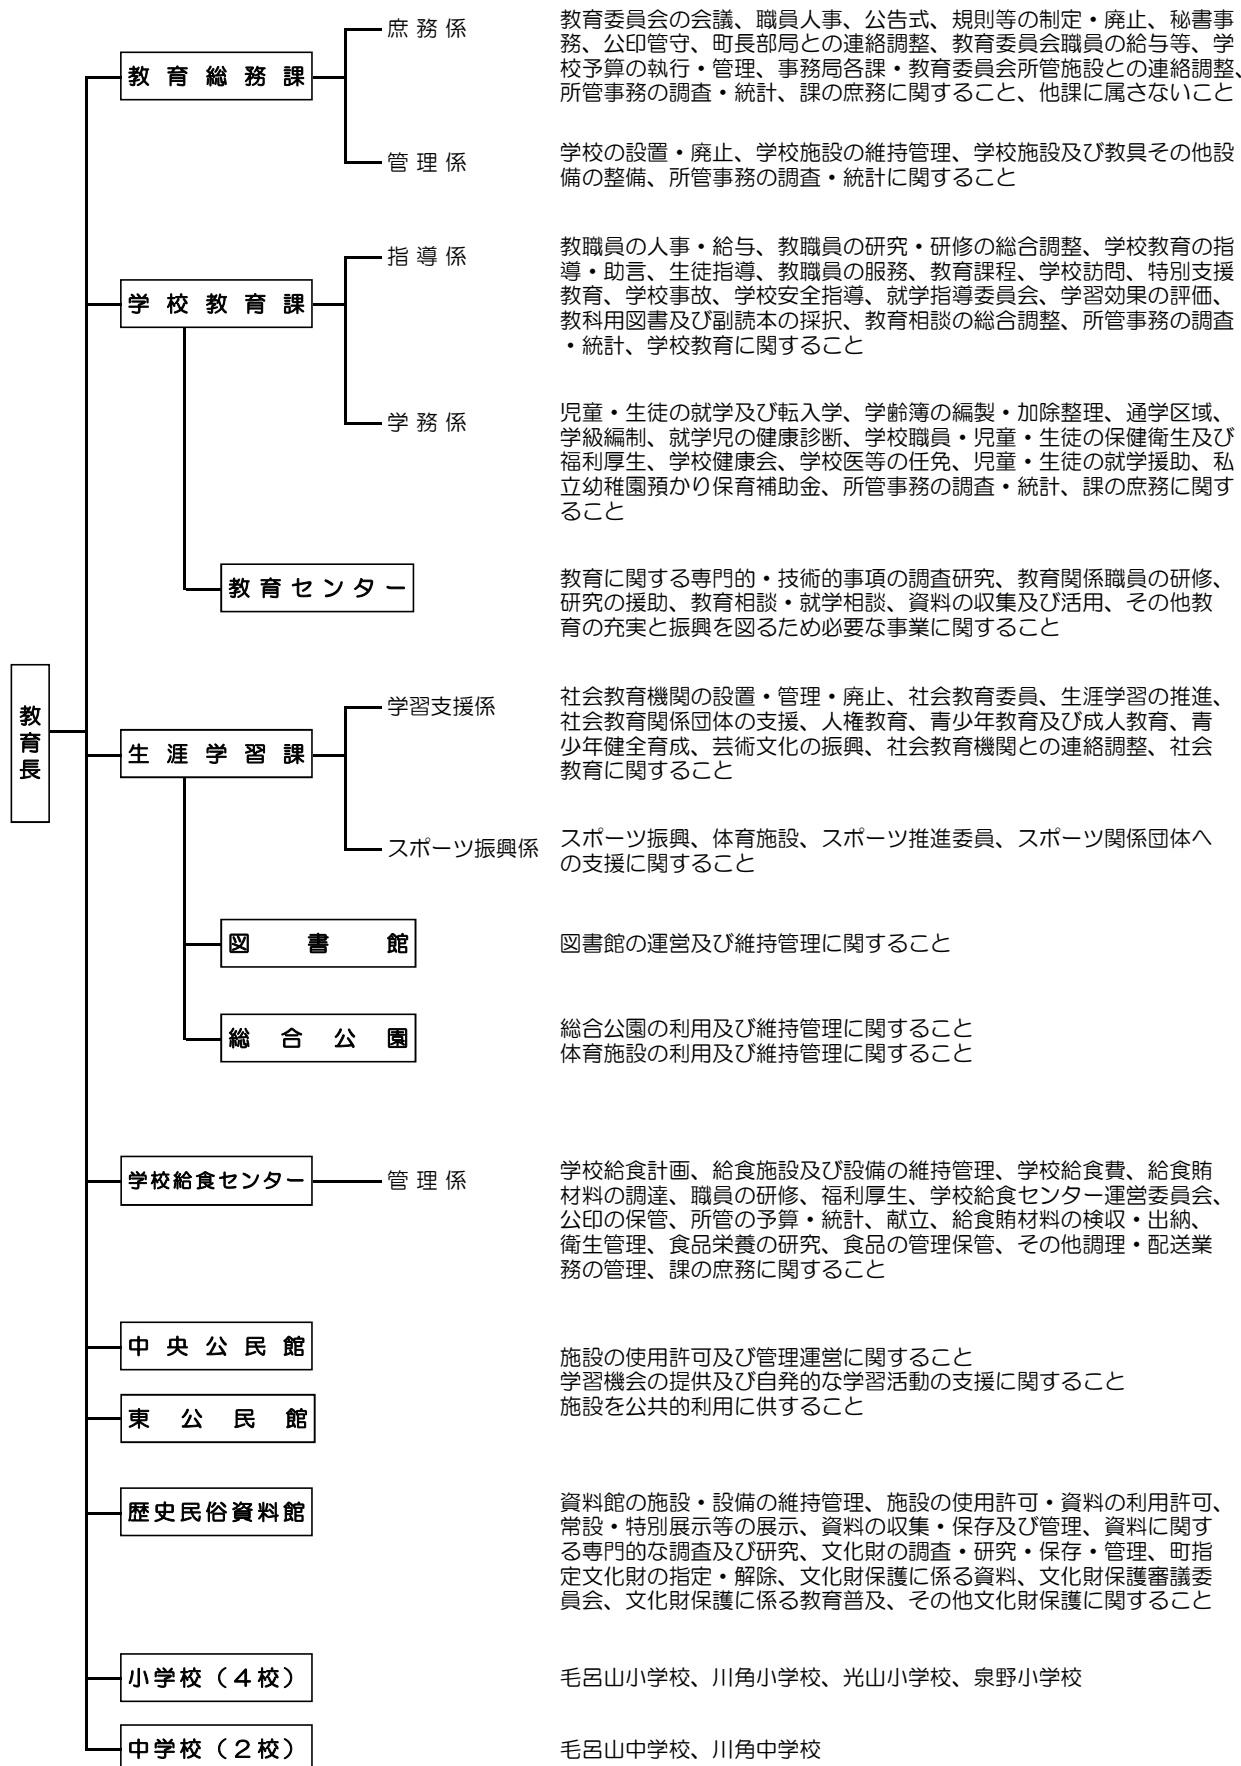 庶務係
教育委員会の会議、職員人事、公告式、規則等の制定・廃止、秘書事
務、公印管守、町長部局との連絡調整、教育委員会職員の給与等、学
校予算の執行・管理、事務局各課・教育委員会所管施設との連絡調整、
所管事務の調査・統計、課の庶務に関すること、他課に属さないこと
教育総務課
管理係
学校の設置・廃止、学校施設の維持管理、学校施設及び教具その他設
備の整備、所管事務の調査・統計に関すること
指導係
教職員の人事・給与、教職員の研究・研修の総合調整、学校教育の指
導・助言、生徒指導、教職員の服務、教育課程、学校訪問、特別支援
教育、学校事故、学校安全指導、就学指導委員会、学習効果の評価、
教科用図書及び副読本の採択、教育相談の総合調整、所管事務の調査
・統計、学校教育に関すること
学校教育課
学務係
児童・生徒の就学及び転入学、学齢簿の編製・加除整理、通学区域、
学級編制、就学児の健康診断、学校職員・児童・生徒の保健衛生及び
福利厚生、学校健康会、学校医等の任免、児童・生徒の就学援助、私
立幼稚園預かり保育補助金、所管事務の調査・統計、課の庶務に関す
ること
教育センター
教育に関する専門的・技術的事項の調査研究、教育関係職員の研修、
研究の援助、教育相談・就学相談、資料の収集及び活用、その他教
育の充実と振興を図るため必要な事業に関すること
教育長
学習支援係
社会教育機関の設置・管理・廃止、社会教育委員、生涯学習の推進、
社会教育関係団体の支援、人権教育、青少年教育及び成人教育、青
少年健全育成、芸術文化の振興、社会教育機関との連絡調整、社会
教育に関すること
生涯学習課
スポーツ振興係
スポーツ振興、体育施設、スポーツ推進委員、スポーツ関係団体へ
の支援に関すること
図書館
図書館の運営及び維持管理に関すること
総合公園
総合公園の利用及び維持管理に関すること
体育施設の利用及び維持管理に関すること
学校給食センター
管理係
学校給食計画、給食施設及び設備の維持管理、学校給食費、給食賄
材料の調達、職員の研修、福利厚生、学校給食センター運営委員会、
公印の保管、所管の予算・統計、献立、給食賄材料の検収・出納、
衛生管理、食品栄養の研究、食品の管理保管、その他調理・配送業
務の管理、課の庶務に関すること
中央公民館
東公民館
施設の使用許可及び管理運営に関すること
学習機会の提供及び自発的な学習活動の支援に関すること
施設を公共的利用に供すること
歴史民俗資料館
資料館の施設・設備の維持管理、施設の使用許可・資料の利用許可、
常設・特別展示等の展示、資料の収集・保存及び管理、資料に関す
る専門的な調査及び研究、文化財の調査・研究・保存・管理、町指
定文化財の指定・解除、文化財保護に係る資料、文化財保護審議委
員会、文化財保護に係る教育普及、その他文化財保護に関すること
小学校（４校）
毛呂山小学校、川角小学校、光山小学校、泉野小学校
中学校（２校）
毛呂山中学校、川角中学校